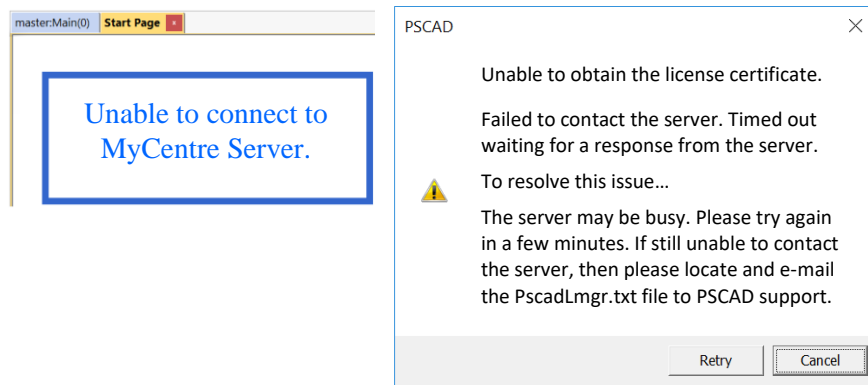 master:Main(0) Start Page x
Unable to connect to
MyCentre Server.
PSCAD
Unable to obtain the license certificate.
Failed to contact the server. Timed out
waiting for a response from the server.
To resolve this issue…
The server may be busy. Please try again
in a few minutes. If still unable to contact
the server, then please locate and e-mail
the PscadLmgr.txt file to PSCAD support.
Retry Cancel